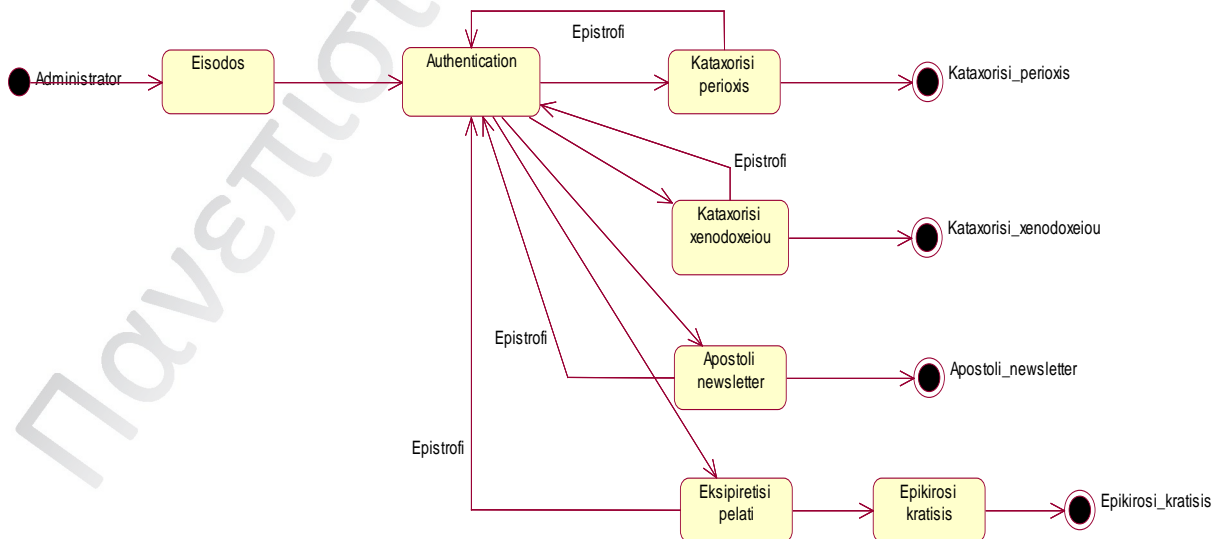 Epistrofi
Eisodos
Authentication
Kataxorisi
perioxis
Kataxorisi_perioxis
Administrator
Epistrofi
Kataxorisi
xenodoxeiou
Kataxorisi_xenodoxeiou
Epistrofi
Apostoli
newsletter
Apostoli_newsletter
Epistrofi
Eksipiretisi
pelati
Epikirosi
kratisis
Epikirosi_kratisis